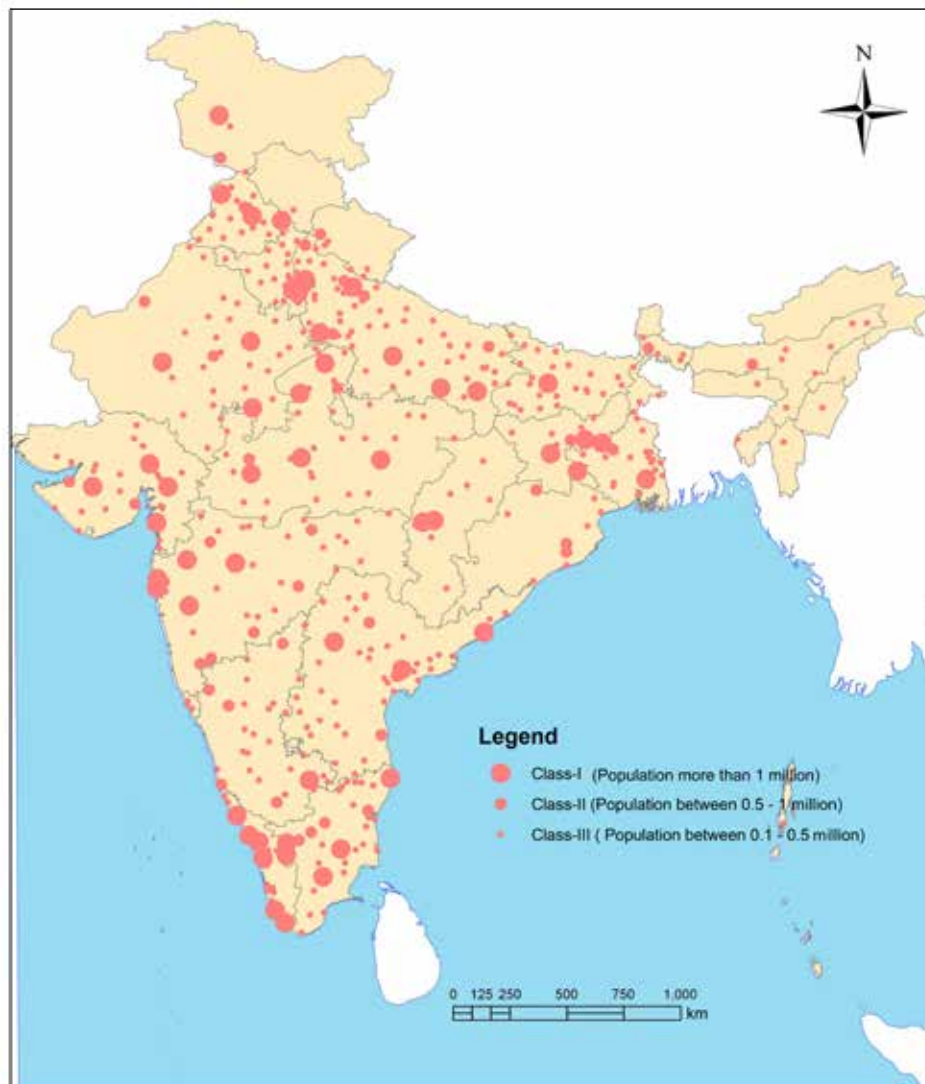 N
Legend
Class-I (Population more than 1 million)
Class-II (Population between 0.5 - 1 million)
Class-III ( Population between 0.1 - 0.5 million)
0 125 250 500 750 1,000
km